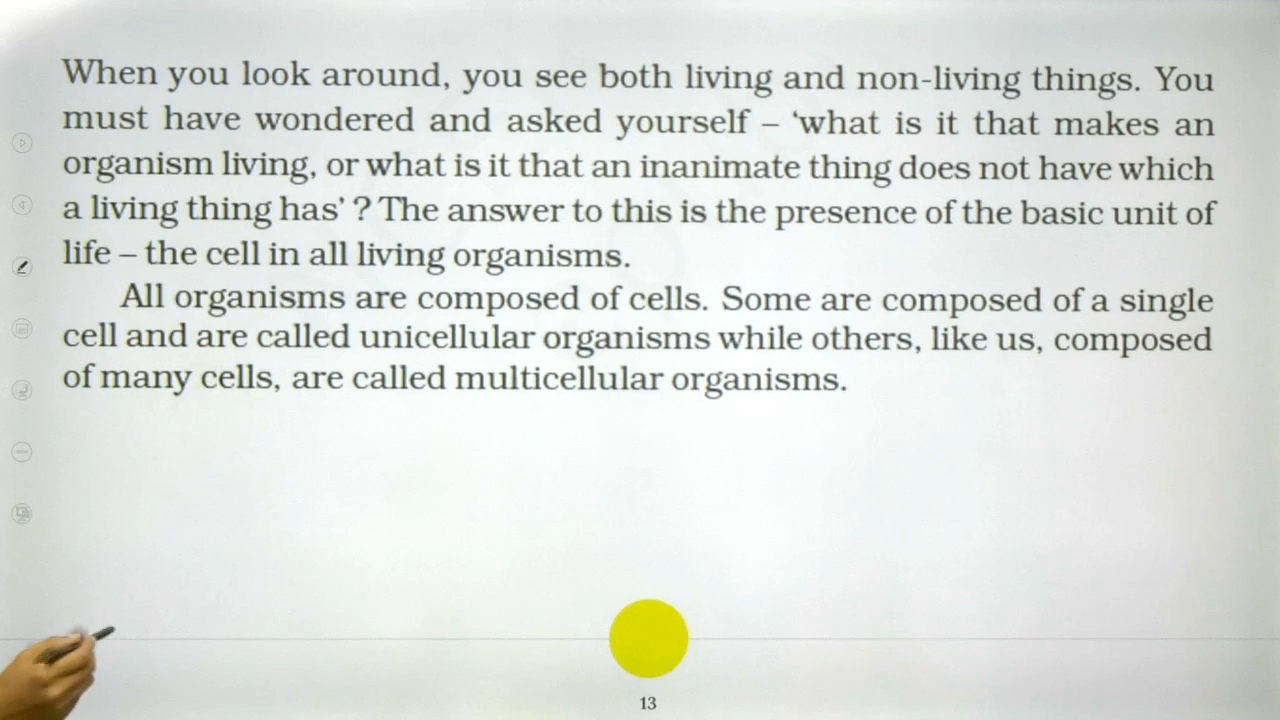 When you look around, you see both living and non-living things. You
must have wondered and asked yourself – ‘what is it that makes an
organism living, or what is it that an inanimate thing does not have which
a living thing has’ ? The answer to this is the presence of the basic unit of
life – the cell in all living organisms.
All organisms are composed of cells. Some are composed of a single
cell and are called unicellular organisms while others, like us, composed
of many cells, are called multicellular organisms.
13